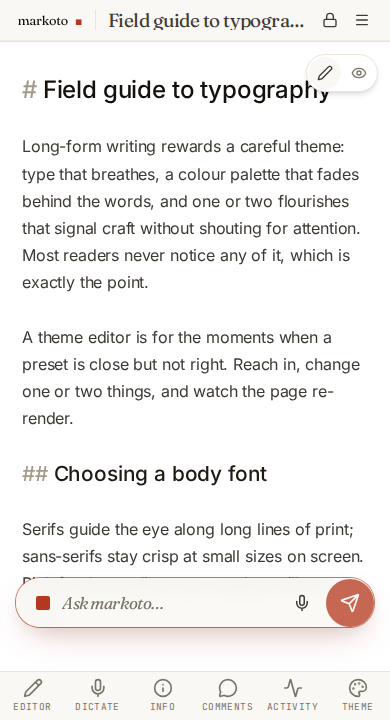 markoto
Field guide to typogra...
# Field guide to typography
Long-form writing rewards a careful theme:
type that breathes, a colour palette that fades
behind the words, and one or two flourishes
that signal craft without shouting for attention.
Most readers never notice any of it, which is
exactly the point.
A theme editor is for the moments when a
preset is close but not right. Reach in, change
one or two things, and watch the page re-
render.
## Choosing a body font
Serifs guide the eye along long lines of print;
sans-serifs stay crisp at small sizes on screen.
Ask markoto...
EDITOR
DICTATE
INFO
COMMENTS
ACTIVITY
THEME